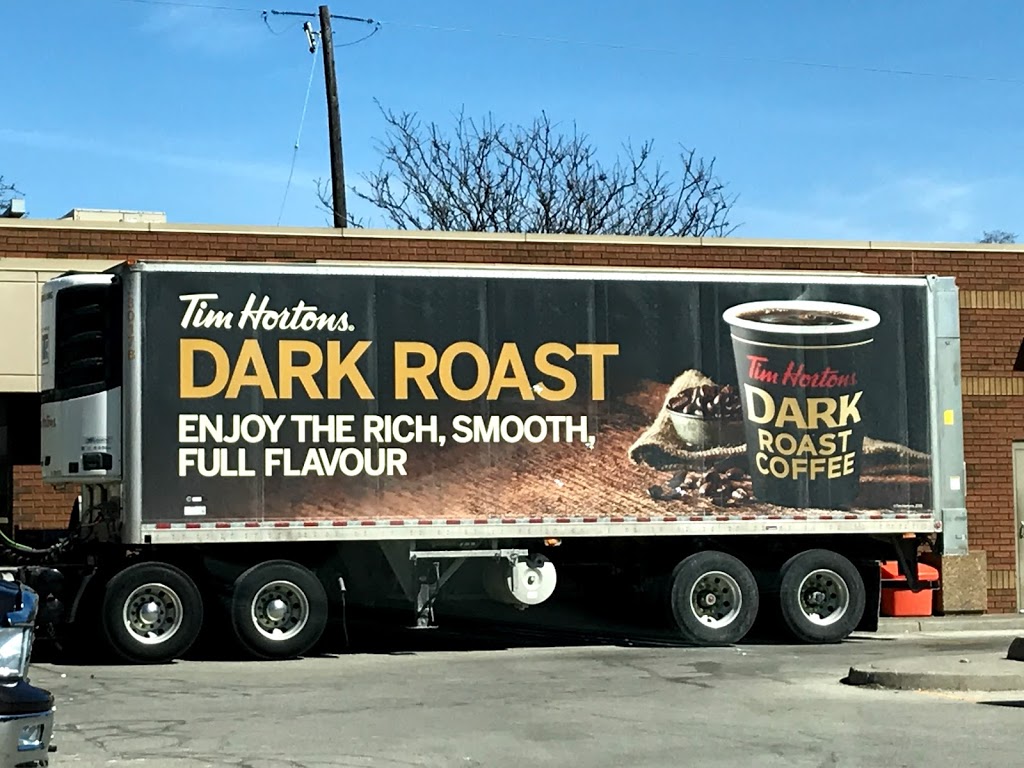 Tim Hortons.
DARK ROAST
ENJOY THE RICH, SMOOTH,
FULL FLAVOUR
Tim Hortons
DARK
ROAST
COFFEE